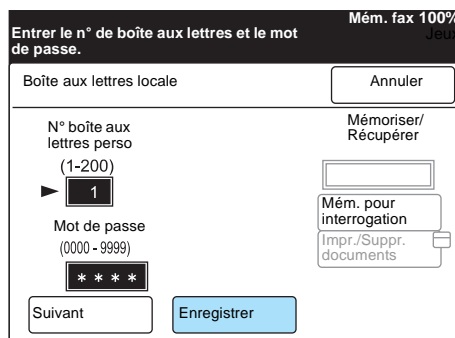 Mém. fax 100%
Entrer le n° de boîte aux lettres et le mot
de passe.
Jeux
Boîte aux lettres locale
Annuler
N° boîte aux
lettres perso
(1-200)
1
Mot de passe
(0000 - 9999)
* * * *
Mémoriser/
Récupérer
Mém. pour
interrogation
Impr./Suppr.
documents
Suivant
Enregistrer